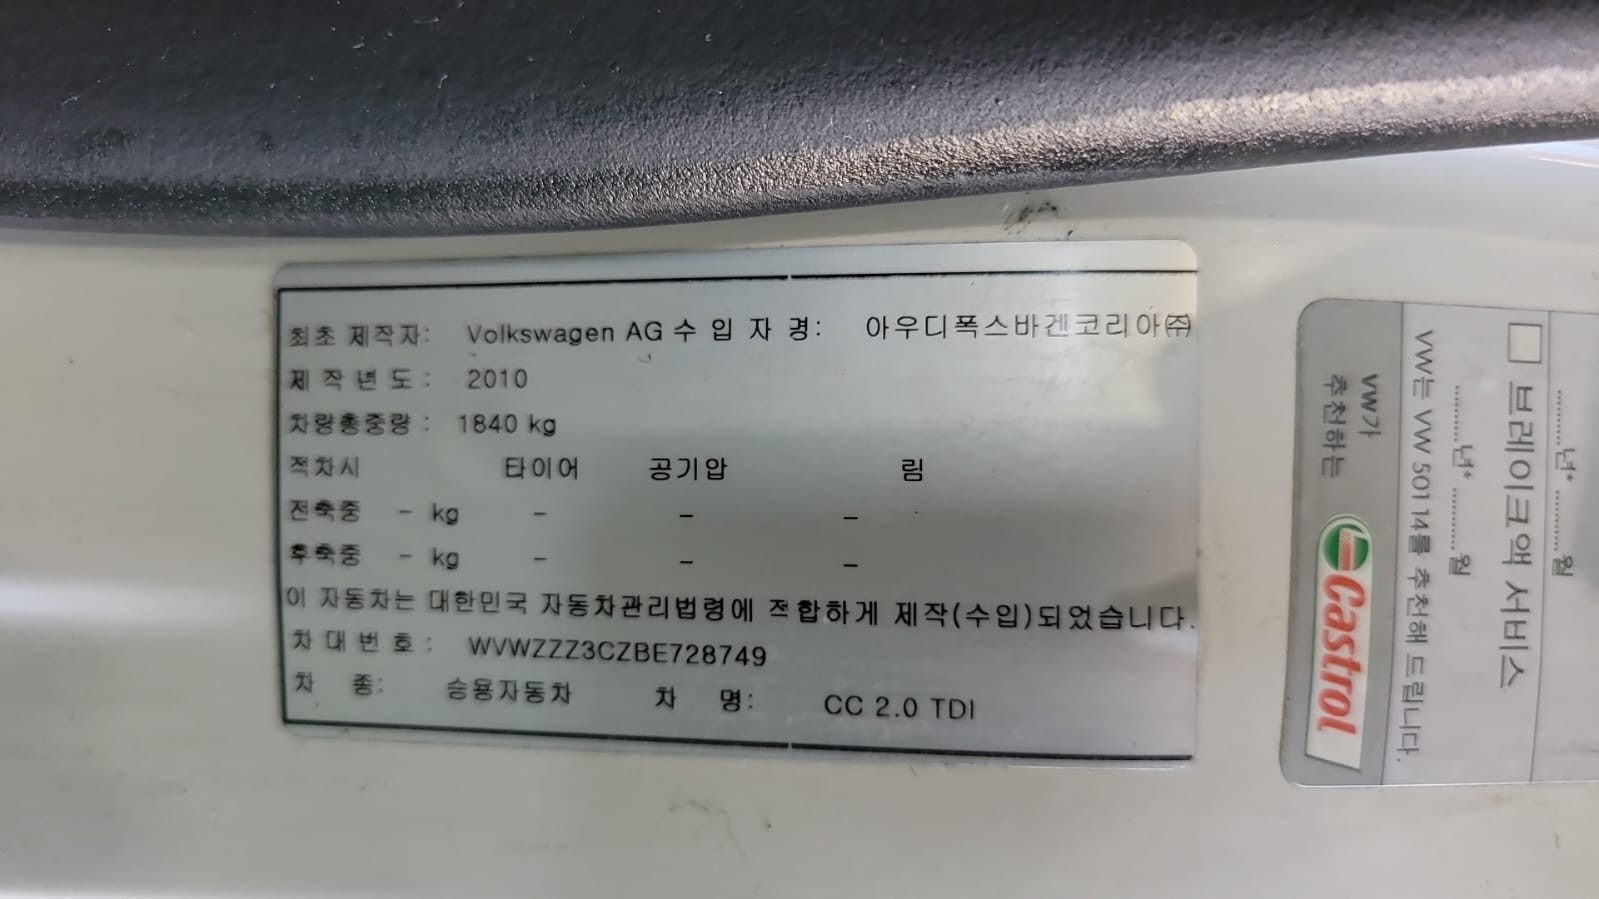 최초 제작자: Volkswagen AG 수 입 자 명: 아우디폭스바겐코리아㈜
제 작 년 도 : 2010
차량총중량 : 1840 kg
적차시 타이어 공기압 림
전축중 - kg - - -
후축중 - kg - - -
이 자동차는 대한민국 자동차관리법령에 적합하게 제작(수입)되었습니다.
차 대 번 호 : WVWZZZ3CZBE728749
차 종: 승용자동차 차 명: CC 2.0 TDI
.........년* .........월
브레이크액 서비스
.........년* .........월
VW는 VW 501 14를 추천해 드립니다.
VW가
추천하는
Castrol